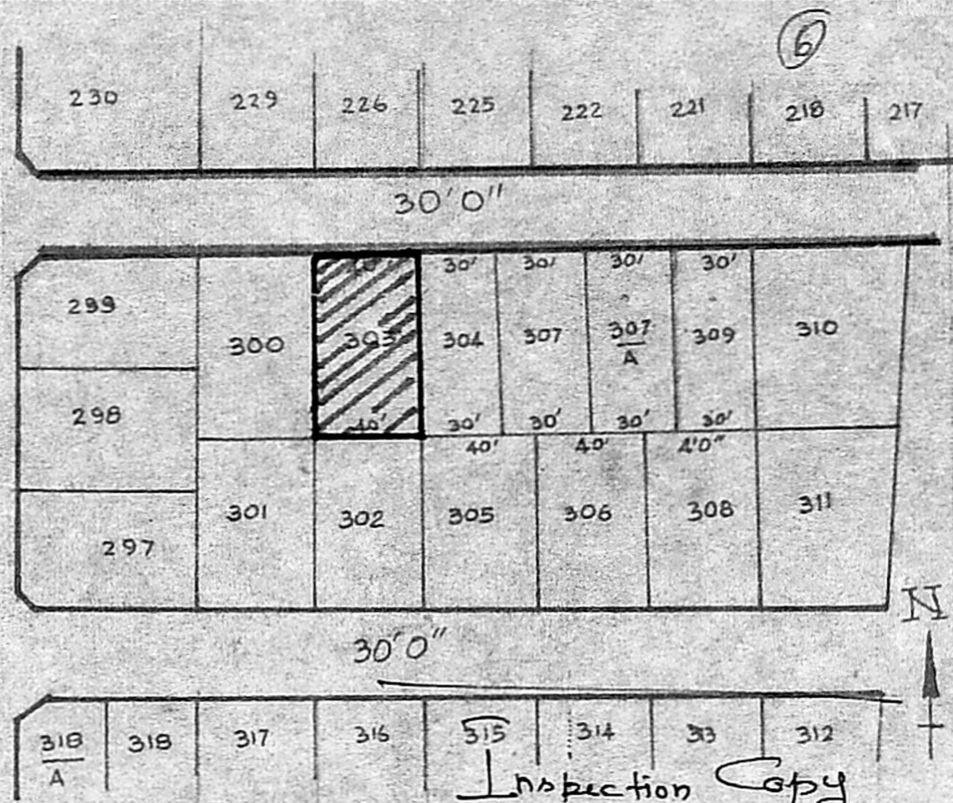 6
230 229 226 225 222 221 218 217
30'0"
30' 30' 30' 30'
299 300 303 304 307 307/A 309 310
298
40' 30' 30' 30' 30'
40' 40' 4'0"
297 301 302 305 306 308 311
N
30'0"
318/A 318 317 316 315 314 313 312
Inspection Copy